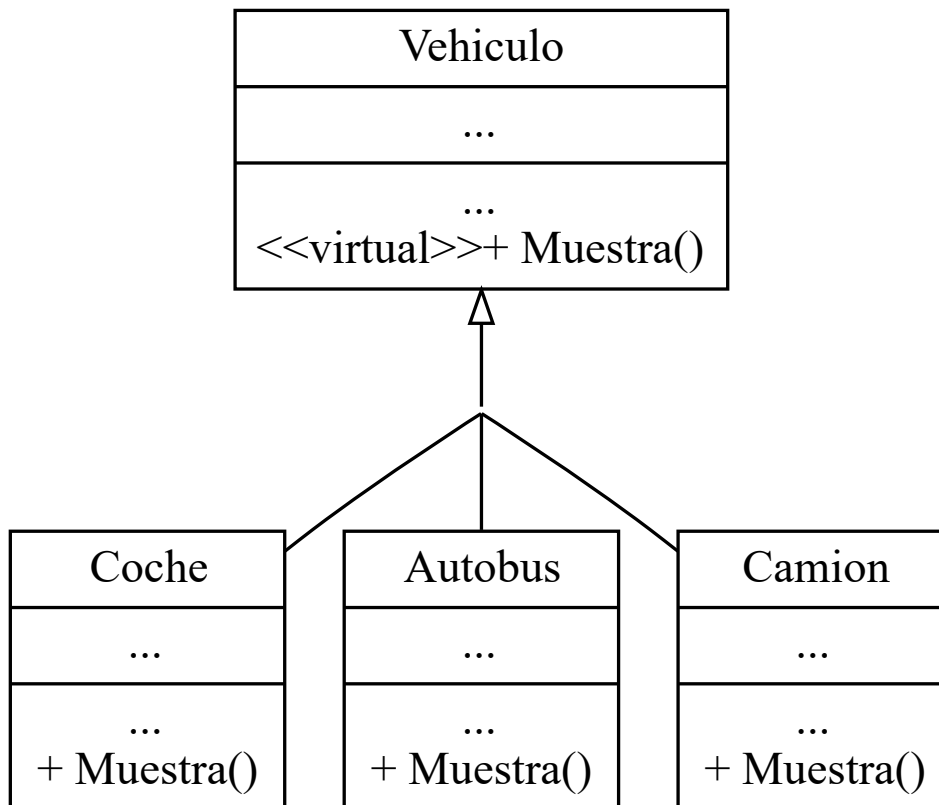 Vehiculo
...
...
<<virtual>>+ Muestra()
Coche
...
...
+ Muestra()
Autobus
...
...
+ Muestra()
Camion
...
...
+ Muestra()